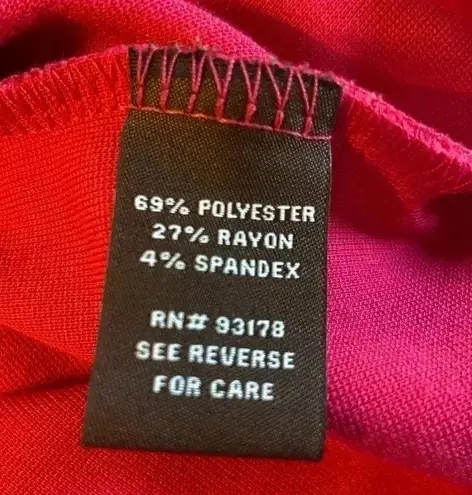 69% POLYESTER
27% RAYON
4% SPANDEX
RN# 93178
SEE REVERSE
FOR CARE